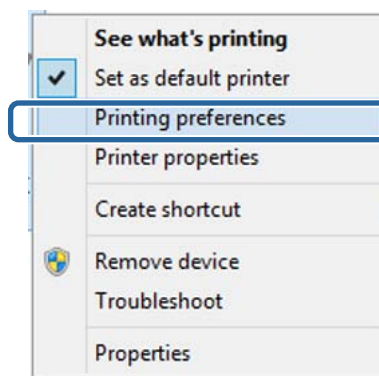 See what's printing
Set as default printer
Printing preferences
Printer properties
Create shortcut
Remove device
Troubleshoot
Properties